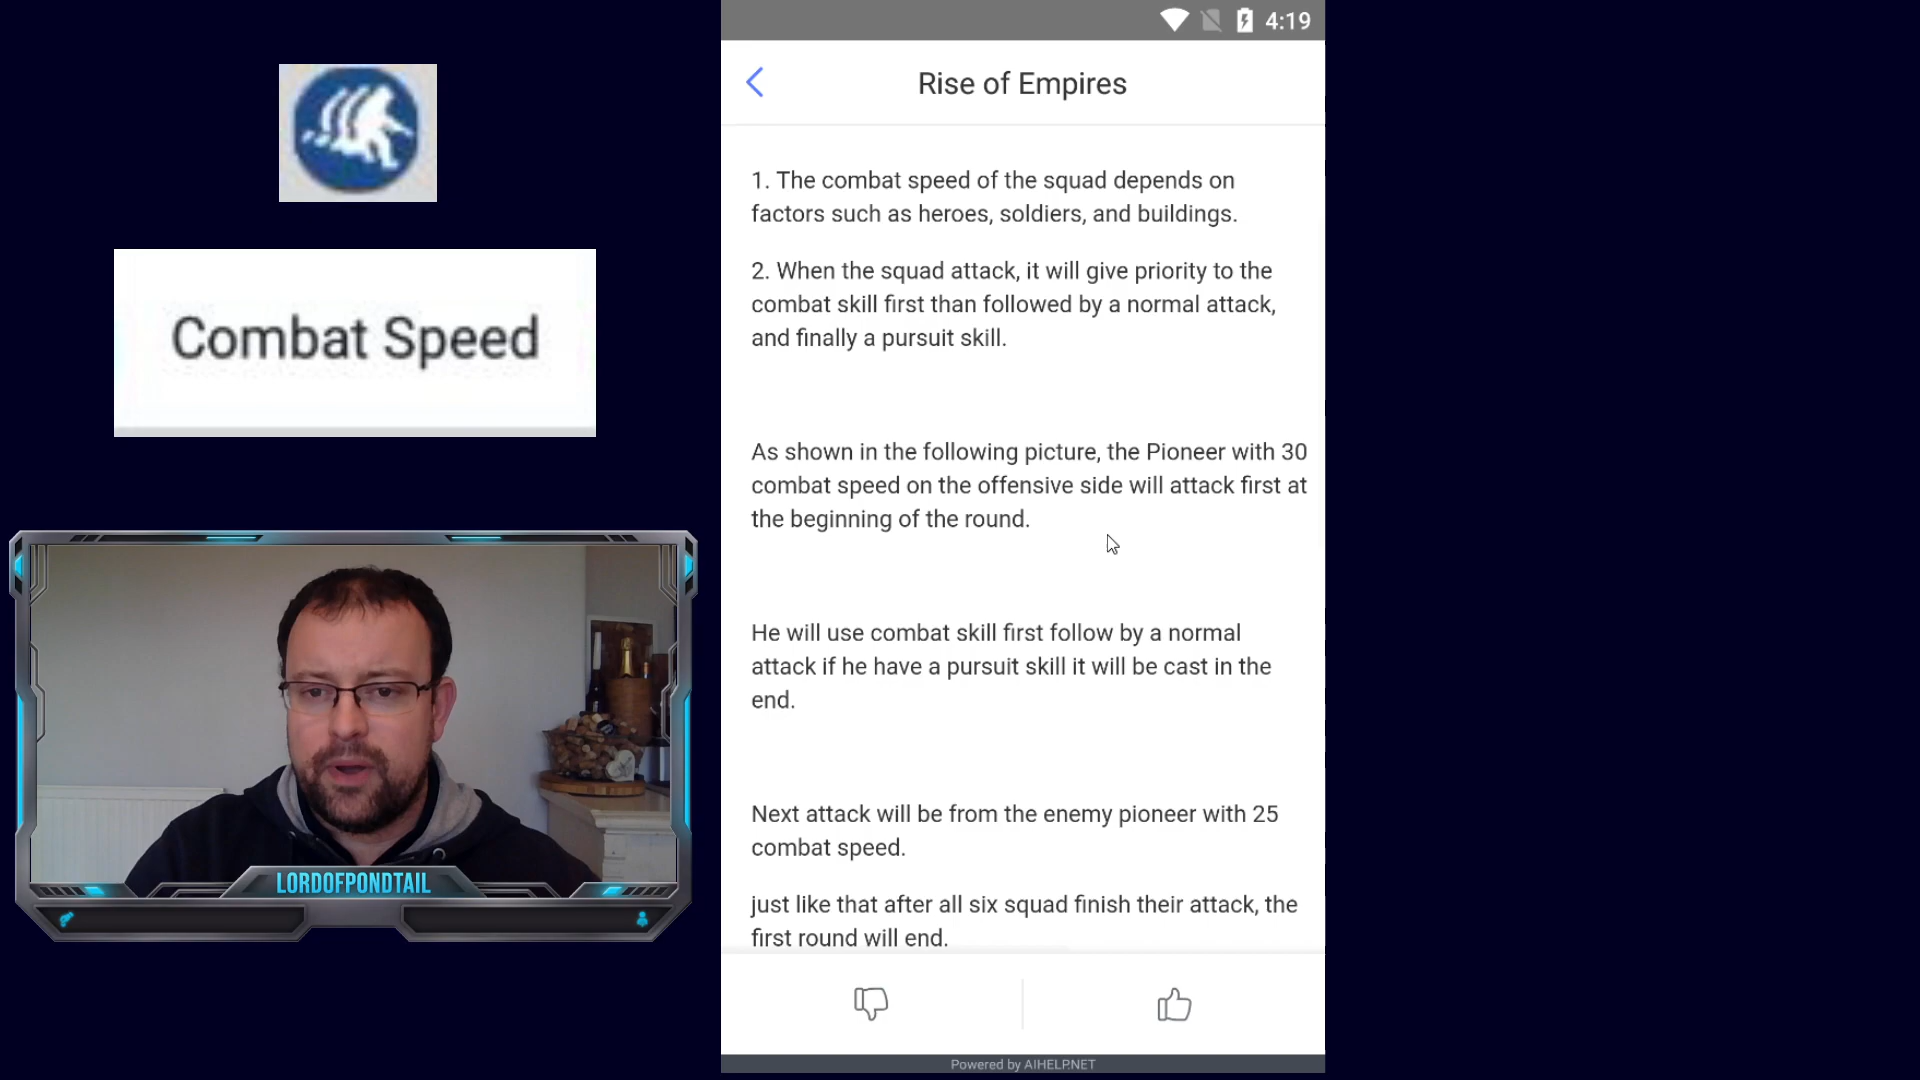 4:19
Rise of Empires
Combat Speed
LORDOFPONDTAIL
1. The combat speed of the squad depends on
factors such as heroes, soldiers, and buildings.
2. When the squad attack, it will give priority to the
combat skill first than followed by a normal attack,
and finally a pursuit skill.
As shown in the following picture, the Pioneer with 30
combat speed on the offensive side will attack first at
the beginning of the round.
He will use combat skill first follow by a normal
attack if he have a pursuit skill it will be cast in the
end.
Next attack will be from the enemy pioneer with 25
combat speed.
just like that after all six squad finish their attack, the
first round will end.
Powered by AIHELP.NET